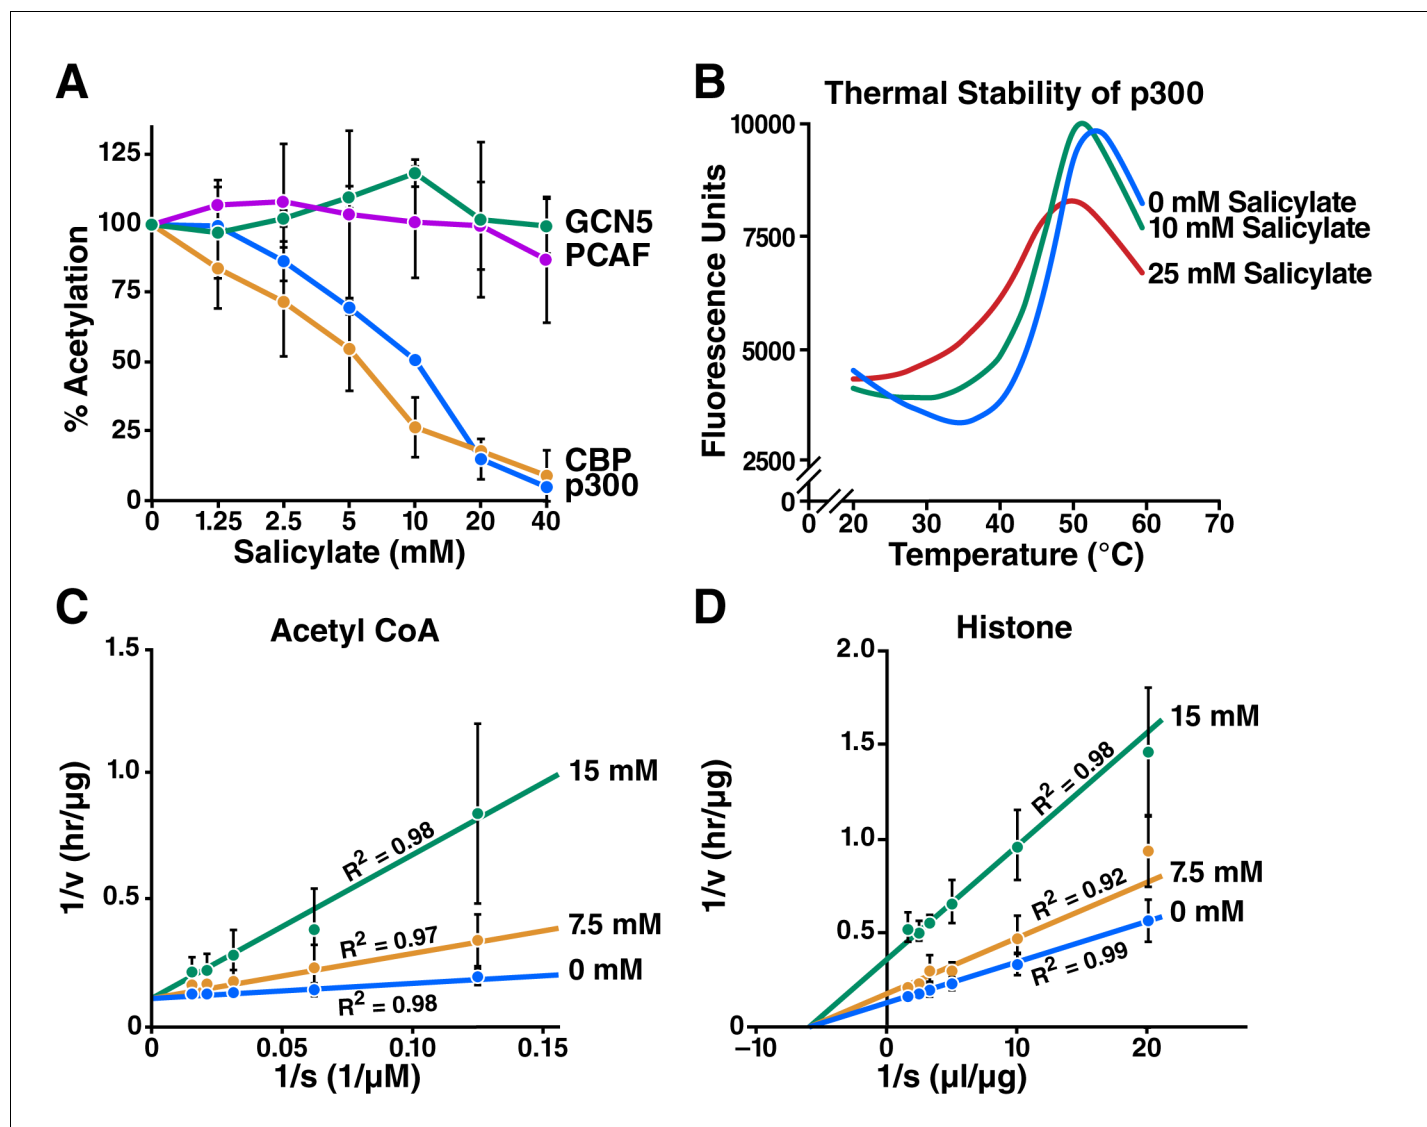 A
125
100
75
50
25
0
% Acetylation
GCN5
PCAF
CBP
p300
0 1.25 2.5 5 10 20 40
Salicylate (mM)
B
Thermal Stability of p300
10000
7500
5000
2500
0
Fluorescence Units
0 mM Salicylate
10 mM Salicylate
25 mM Salicylate
0 20 30 40 50 60 70
Temperature (°C)
C
Acetyl CoA
1.5
1.0
0.5
0
1/v (hr/µg)
15 mM
7.5 mM
0 mM
R² = 0.98
R² = 0.97
R² = 0.98
0 0.05 0.10 0.15
1/s (1/µM)
D
Histone
2.0
1.5
1.0
0.5
0
1/v (hr/µg)
15 mM
7.5 mM
0 mM
R² = 0.98
R² = 0.92
R² = 0.99
–10 0 10 20
1/s (µl/µg)